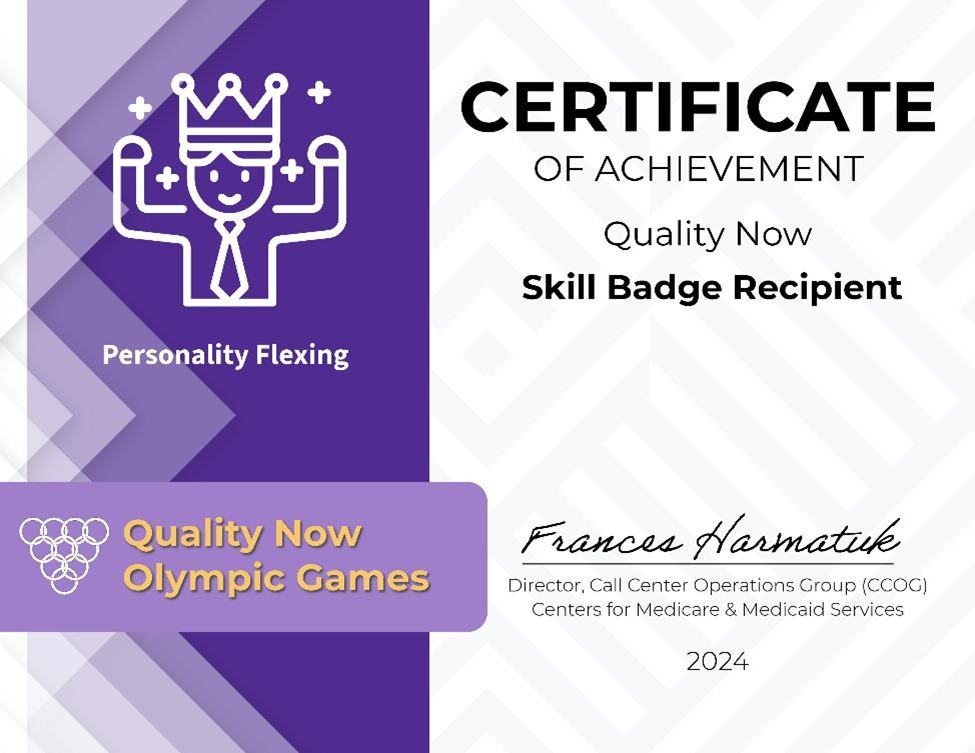 Personality Flexing
Quality Now
Olympic Games
CERTIFICATE
OF ACHIEVEMENT
Quality Now
Skill Badge Recipient
Frances Harmatuk
Director, Call Center Operations Group (CCOG)
Centers for Medicare & Medicaid Services
2024